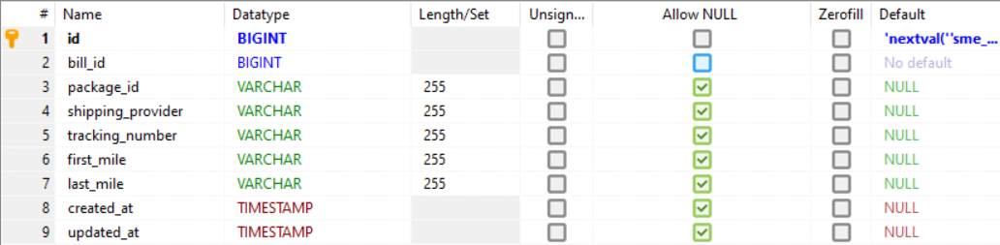 # Name Datatype Length/Set Unsign... Allow NULL Zerofill Default
1 id BIGINT 'nextval(''sme_...
2 bill_id BIGINT No default
3 package_id VARCHAR 255 NULL
4 shipping_provider VARCHAR 255 NULL
5 tracking_number VARCHAR 255 NULL
6 first_mile VARCHAR 255 NULL
7 last_mile VARCHAR 255 NULL
8 created_at TIMESTAMP NULL
9 updated_at TIMESTAMP NULL